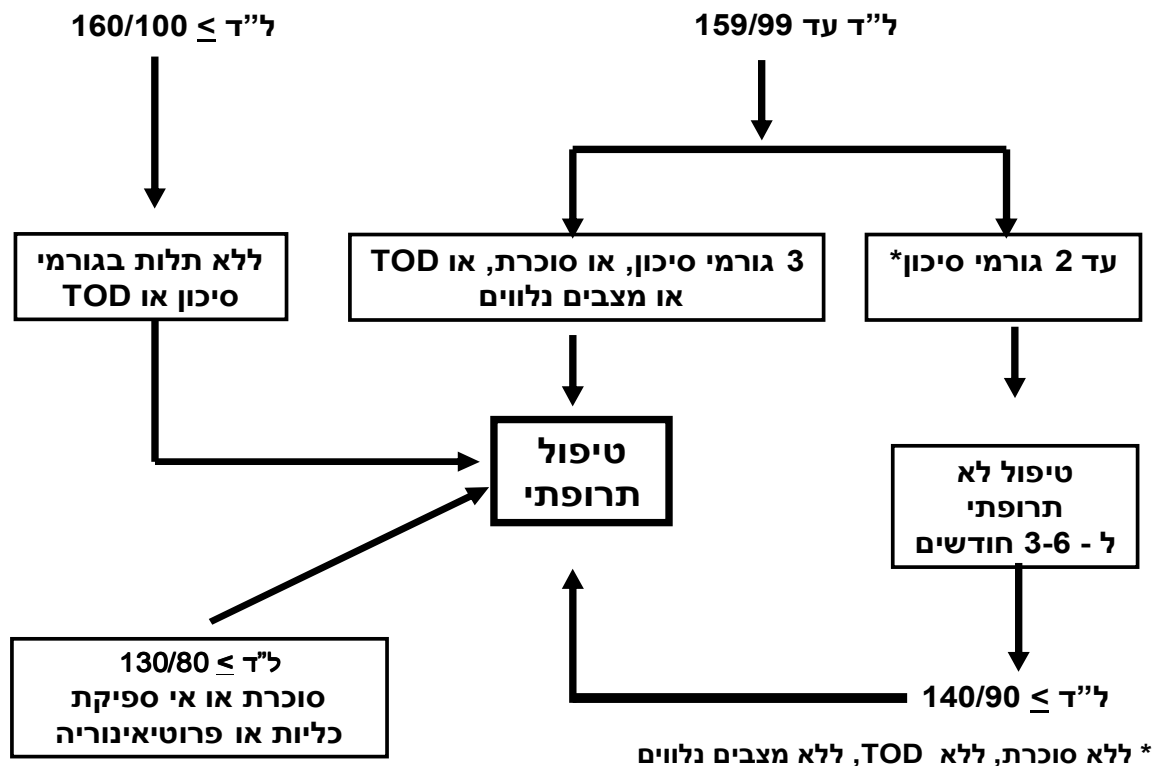 ל”ד ≥ 160/100
ל”ד עד 159/99
ללא תלות בגורמי
סיכון או TOD
3 גורמי סיכון, או סוכרת, או TOD
או מצבים נלווים
עד 2 גורמי סיכון*
טיפול
תרופתי
טיפול לא
תרופתי
ל - 3-6 חודשים
ל”ד ≥ 130/80
סוכרת או אי ספיקת
כליות או פרוטיאינוריה
ל”ד ≥ 140/90
* ללא סוכרת, ללא TOD, ללא מצבים נלווים